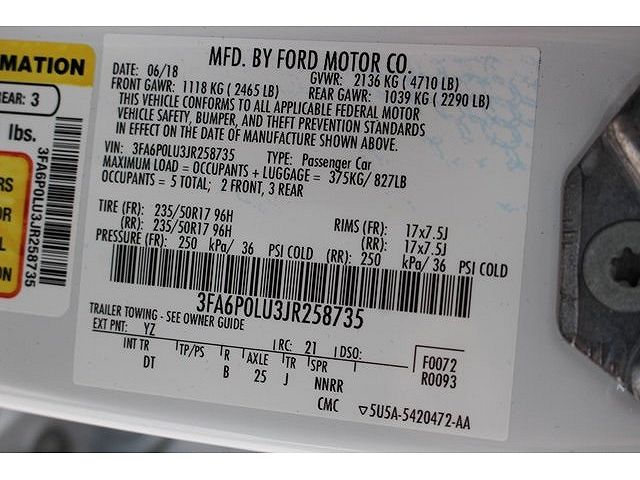 MFD. BY FORD MOTOR CO.
DATE: 06/18 GVWR: 2136 KG ( 4710 LB)
FRONT GAWR: 1118 KG ( 2465 LB) REAR GAWR: 1039 KG ( 2290 LB)
THIS VEHICLE CONFORMS TO ALL APPLICABLE FEDERAL MOTOR
VEHICLE SAFETY, BUMPER, AND THEFT PREVENTION STANDARDS
IN EFFECT ON THE DATE OF MANUFACTURE SHOWN ABOVE.
VIN: 3FA6P0LU3JR258735 TYPE: Passenger Car
MAXIMUM LOAD = OCCUPANTS + LUGGAGE = 375KG/ 827LB
OCCUPANTS = 5 TOTAL; 2 FRONT, 3 REAR
TIRE (FR): 235/50R17 96H RIMS (FR): 17x7.5J
(RR): 235/50R17 96H (RR): 17x7.5J
PRESSURE (FR): 250 kPa/ 36 PSI COLD (RR): 250 kPa/ 36 PSI COLD
3FA6P0LU3JR258735
TRAILER TOWING - SEE OWNER GUIDE
EXT PNT: YZ RC: 21 DSO: F0072
INT TR TP/PS R AXLE TR SPR R0093
DT B 25 J NNRR
CMC 5U5A-5420472-AA
MATION
EAR: 3
lbs.
3FA6P0LU3JR258735
RS
OR
L
ON